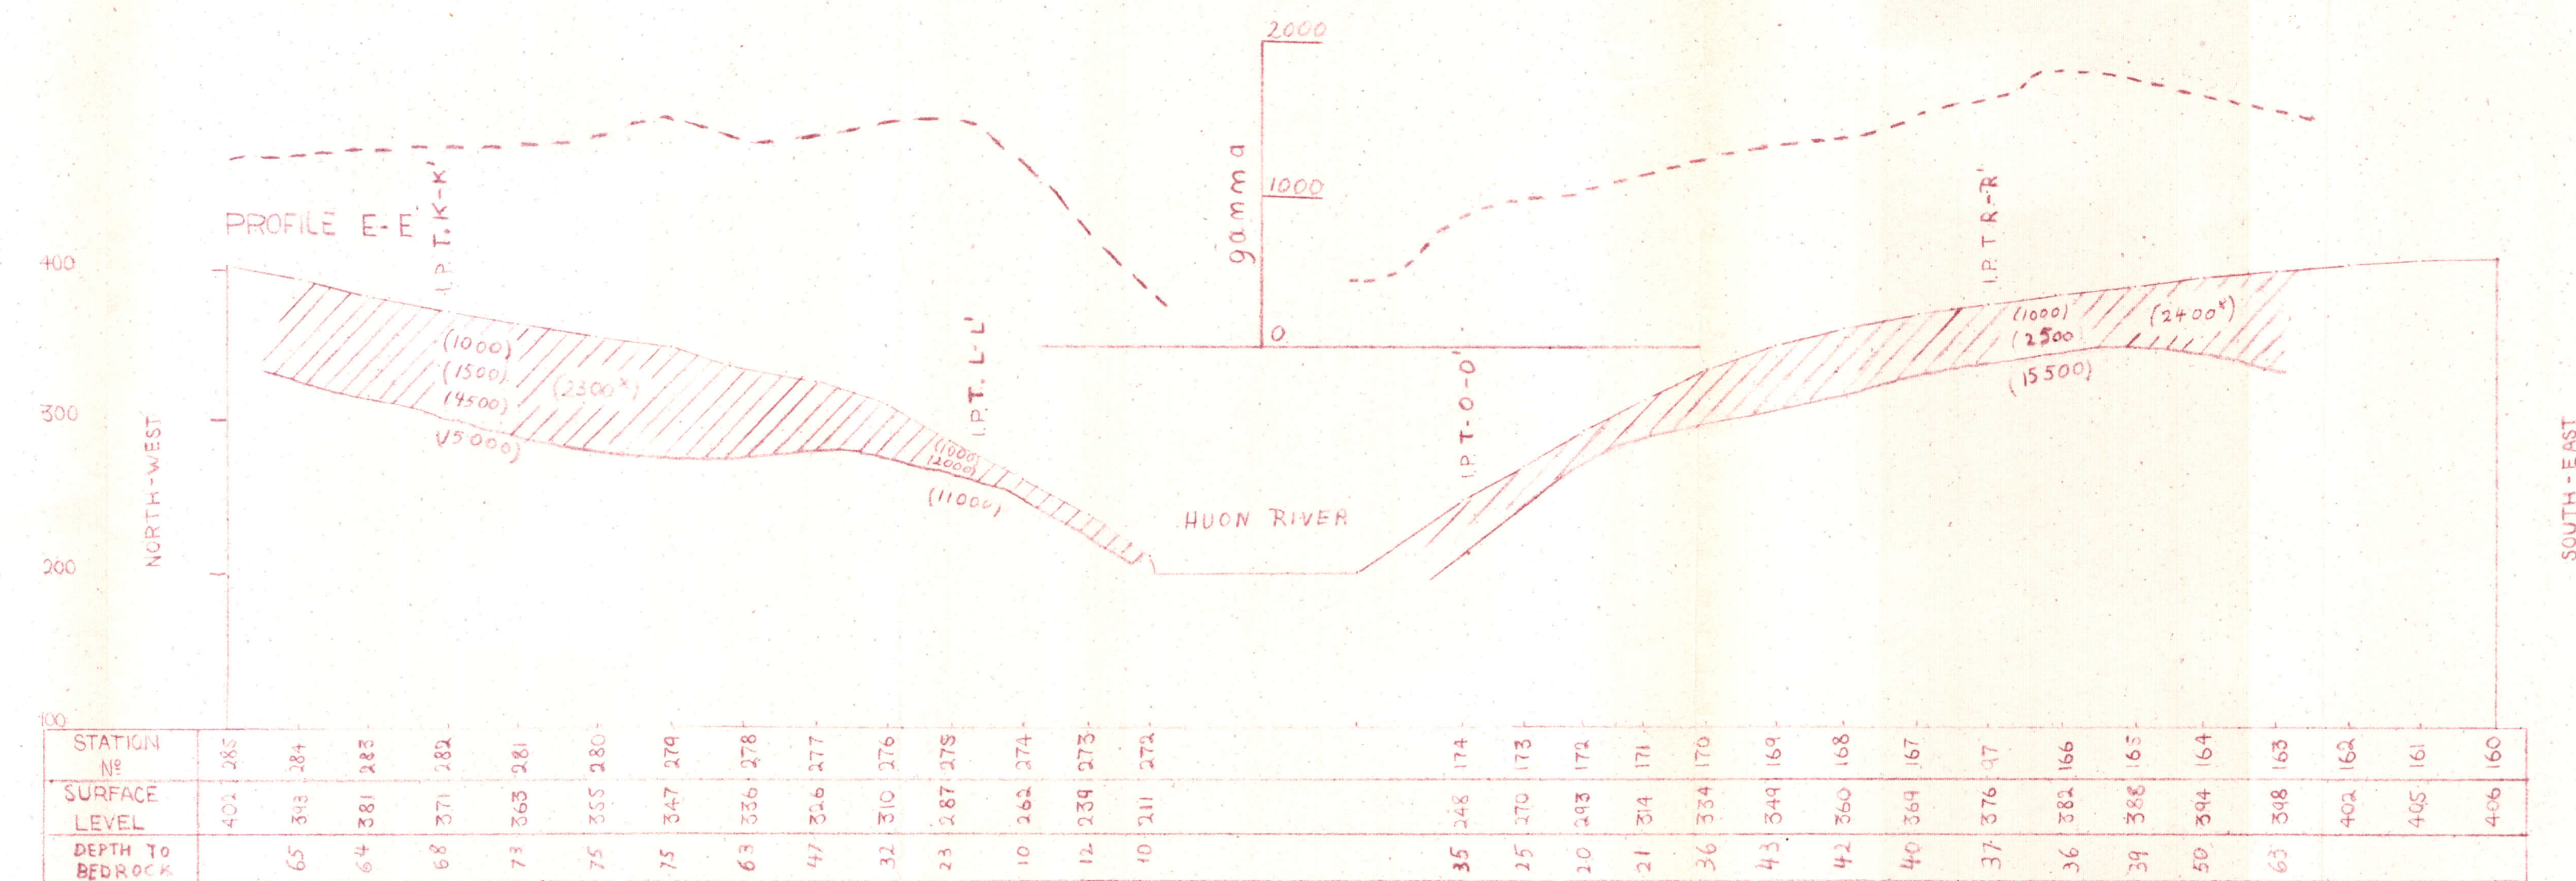 2000
1000
0
gamma
PROFILE E-E'
I.P.T. K-K'
I.P.T. L-L'
I.P.T. O-O'
I.P.T. R-R'
400
300
200
100
NORTH-WEST
SOUTH-EAST
(1000)
(1500)
(4500)
(2300*)
(15000)
(1000)
(2000)
(11000)
HUON RIVER
(1000)
(2500)
(2400*)
(15500)
STATION Nº 285 284 283 282 281 280 279 278 277 276 275 274 273 272 174 173 172 171 170 169 168 167 97 166 165 164 163 162 161 160
SURFACE LEVEL 402 393 381 371 363 355 347 336 326 310 287 262 239 211 248 270 293 314 334 349 360 369 376 382 388 394 398 402 405 406
DEPTH TO BEDROCK 65 64 68 73 75 75 63 47 32 23 10 12 10 35 25 20 21 36 43 42 40 37 36 39 50 63